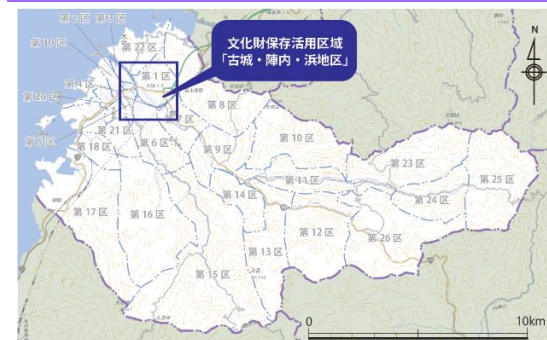 文化財保存活用区域
「古城・陣内・浜地区」
N
第2区
第3区
第19区
第22区
第1区
第4区
第20区
第8区
第7区
第5区
第21区
第6区
第10区
第18区
第9区
第23区
第11区
第25区
第14区
第24区
第17区
第16区
第12区
第26区
第13区
第15区
0
10km